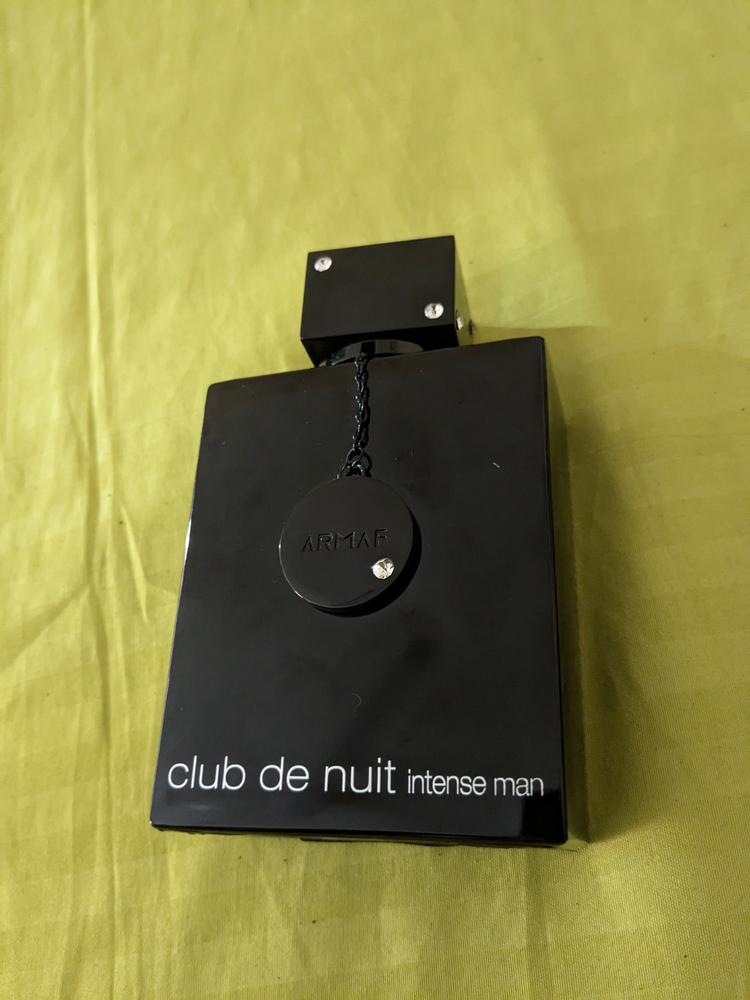 ARMAF
club de nuit intense man